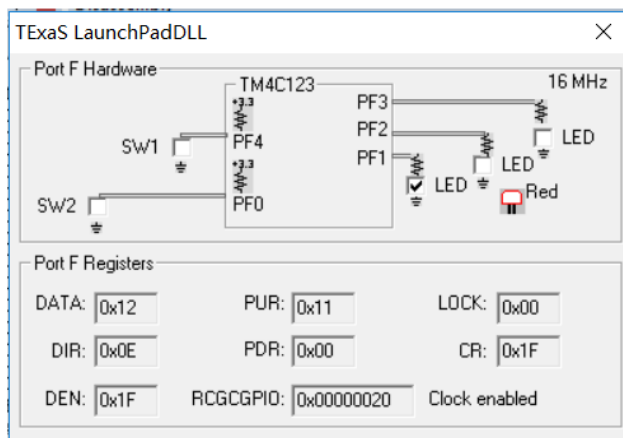 TExaS LaunchPadDLL
Port F Hardware
TM4C123
16 MHz
+3.3
PF3
PF2
LED
SW1
PF4
PF1
LED
+3.3
LED
Red
SW2
PF0
Port F Registers
DATA: 0x12 PUR: 0x11 LOCK: 0x00
DIR: 0x0E PDR: 0x00 CR: 0x1F
DEN: 0x1F RCGCGPIO: 0x00000020 Clock enabled